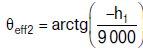 θeff2 = arctg(−h1/9 000)